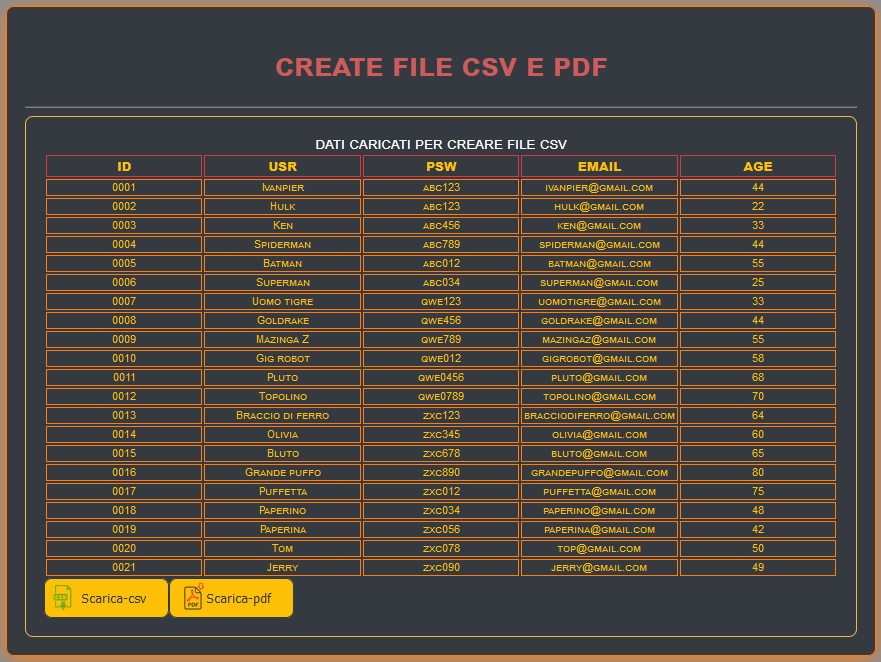 CREATE FILE CSV E PDF
DATI CARICATI PER CREARE FILE CSV
ID USR PSW EMAIL AGE
0001 Ivanpier abc123 ivanpier@gmail.com 44
0002 Hulk abc123 hulk@gmail.com 22
0003 Ken abc456 ken@gmail.com 33
0004 Spiderman abc789 spiderman@gmail.com 44
0005 Batman abc012 batman@gmail.com 55
0006 Superman abc034 superman@gmail.com 25
0007 Uomo tigre qwe123 uomotigre@gmail.com 33
0008 Goldrake qwe456 goldrake@gmail.com 44
0009 Mazinga Z qwe789 mazingaz@gmail.com 55
0010 Gig robot qwe012 gigrobot@gmail.com 58
0011 Pluto qwe0456 pluto@gmail.com 68
0012 Topolino qwe0789 topolino@gmail.com 70
0013 Braccio di ferro zxc123 bracciodiferro@gmail.com 64
0014 Olivia zxc345 olivia@gmail.com 60
0015 Bluto zxc678 bluto@gmail.com 65
0016 Grande puffo zxc890 grandepuffo@gmail.com 80
0017 Puffetta zxc012 puffetta@gmail.com 75
0018 Paperino zxc034 paperino@gmail.com 48
0019 Paperina zxc056 paperina@gmail.com 42
0020 Tom zxc078 top@gmail.com 50
0021 Jerry zxc090 jerry@gmail.com 49
Scarica-csv PDF Scarica-pdf